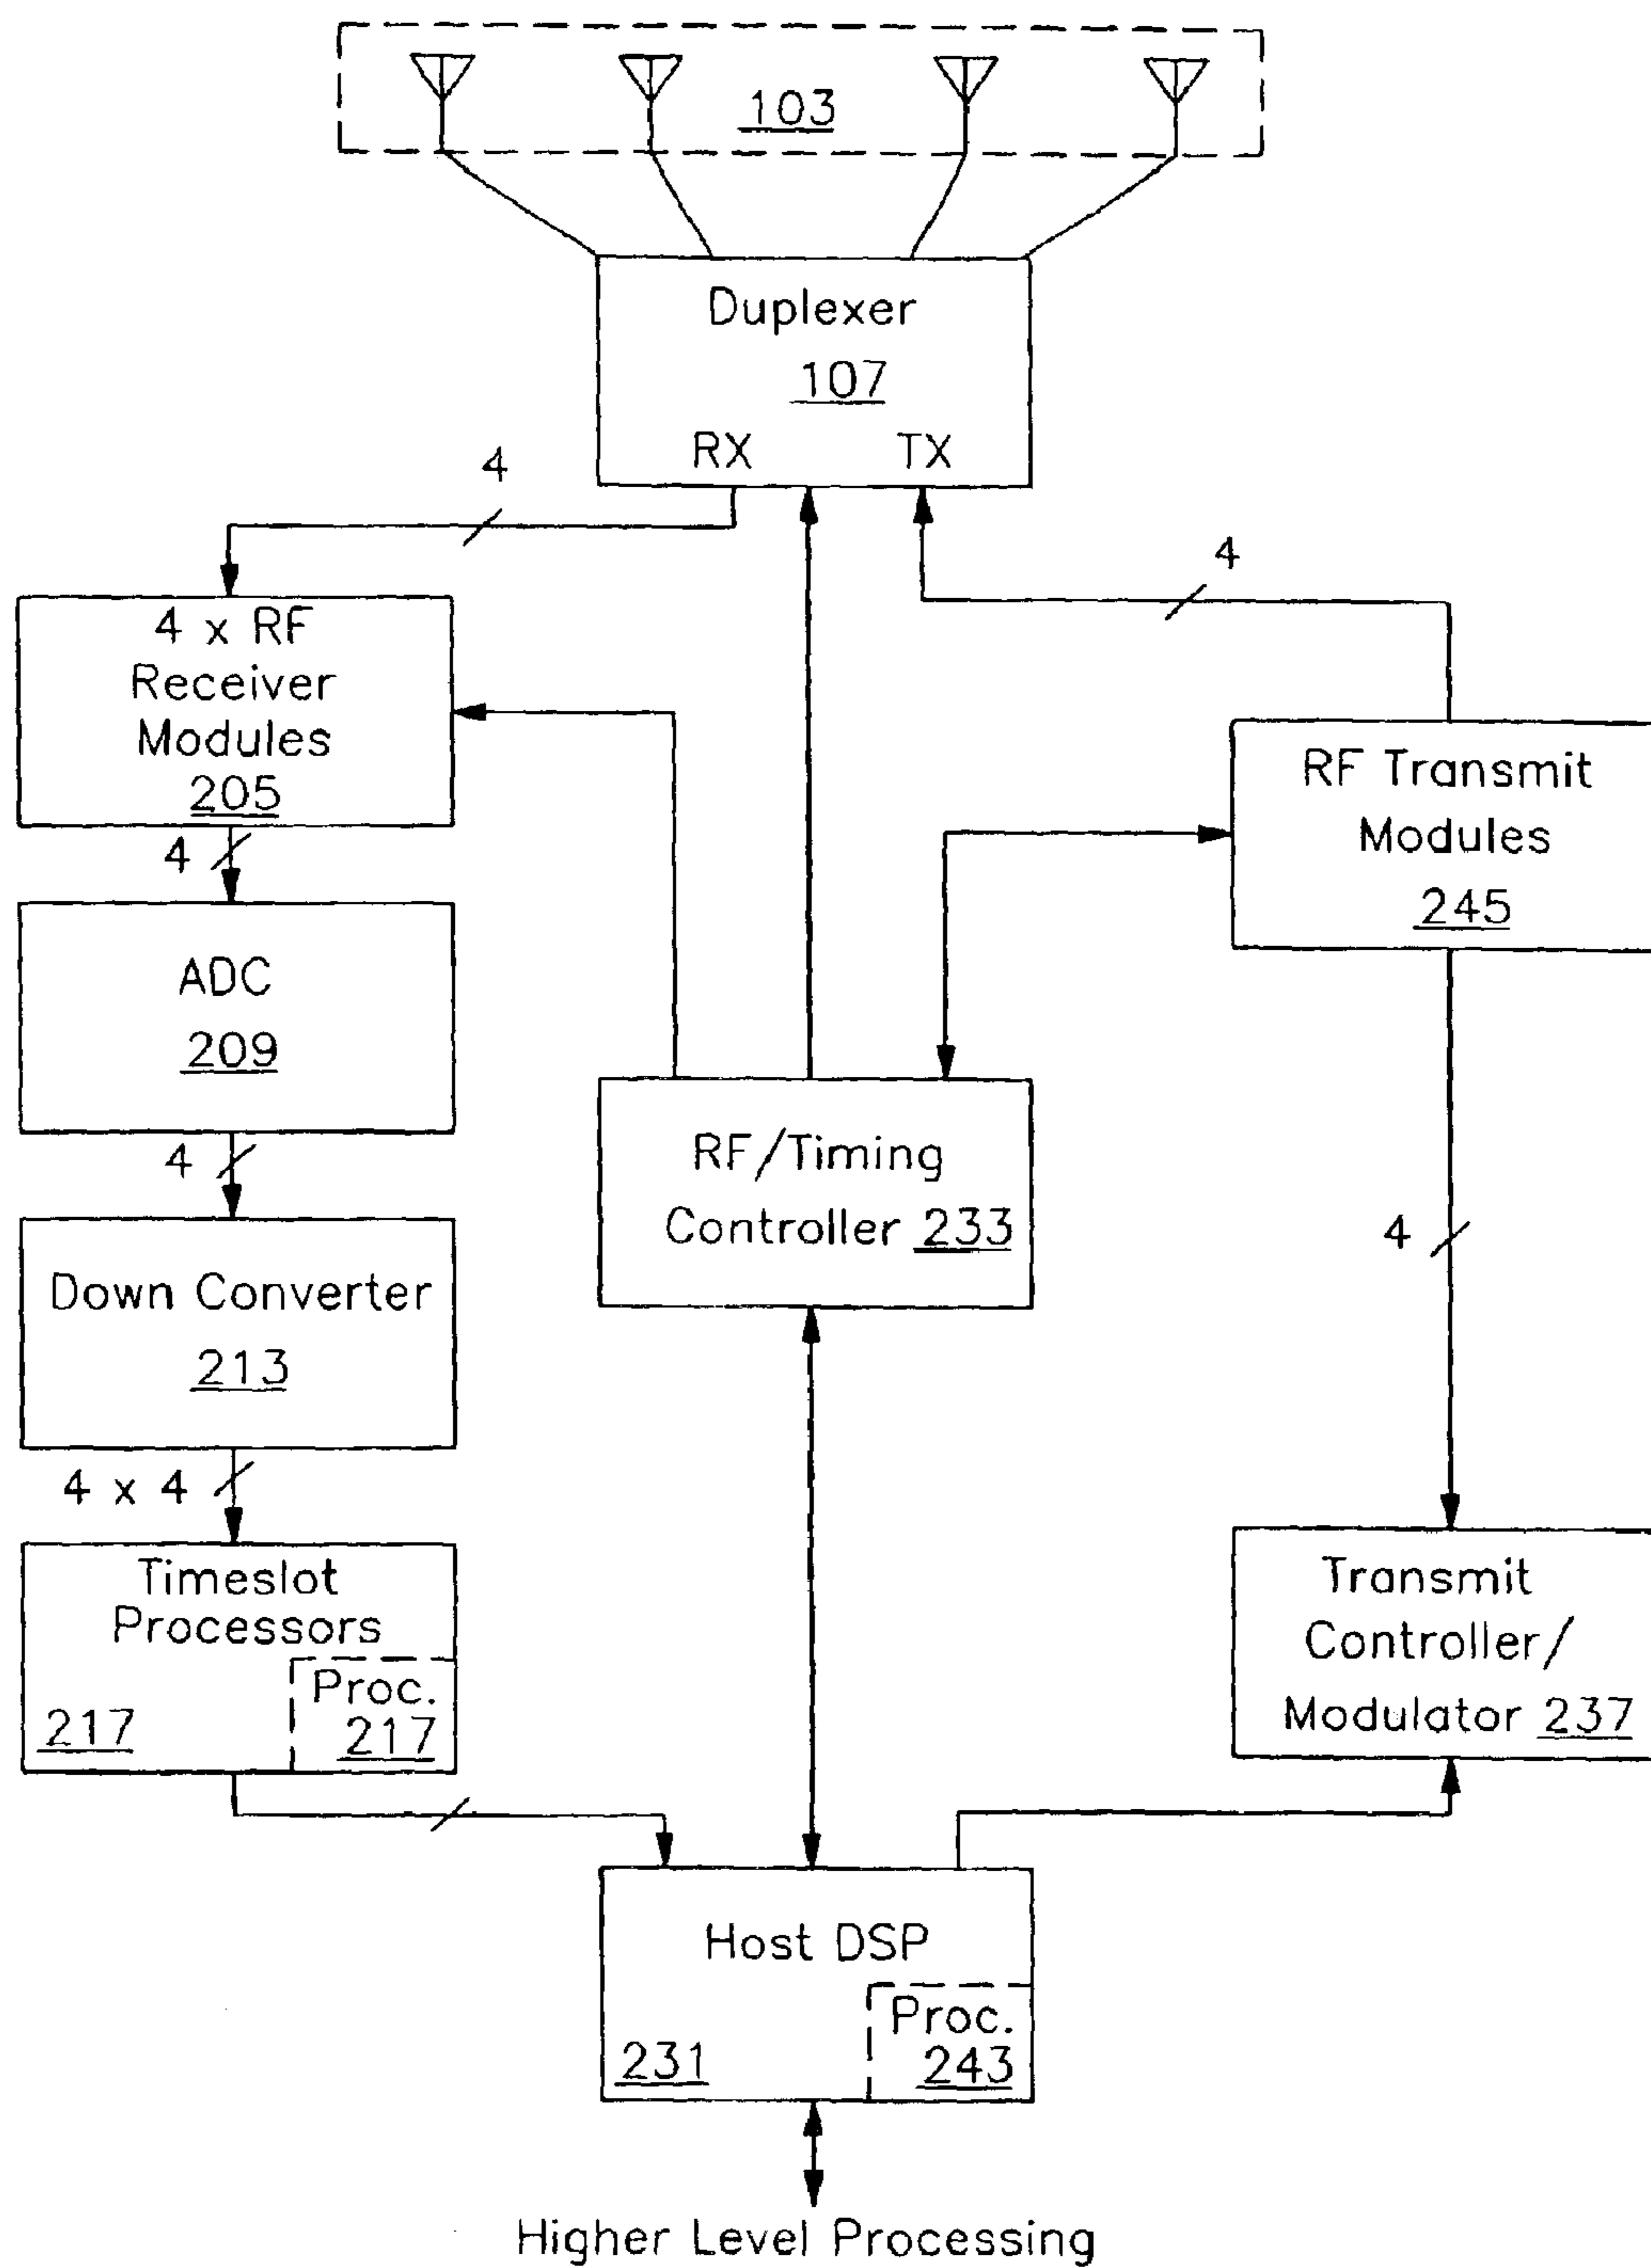 103
Duplexer
107
RX TX
4
4
4 x RF
Receiver
Modules
205
RF Transmit
Modules
245
4
ADC
209
4
RF/Timing
Controller 233
4
Down Converter
213
4 x 4
Timeslot
Processors
Proc.
217
217
Transmit
Controller/
Modulator 237
Host DSP
Proc.
243
231
Higher Level Processing